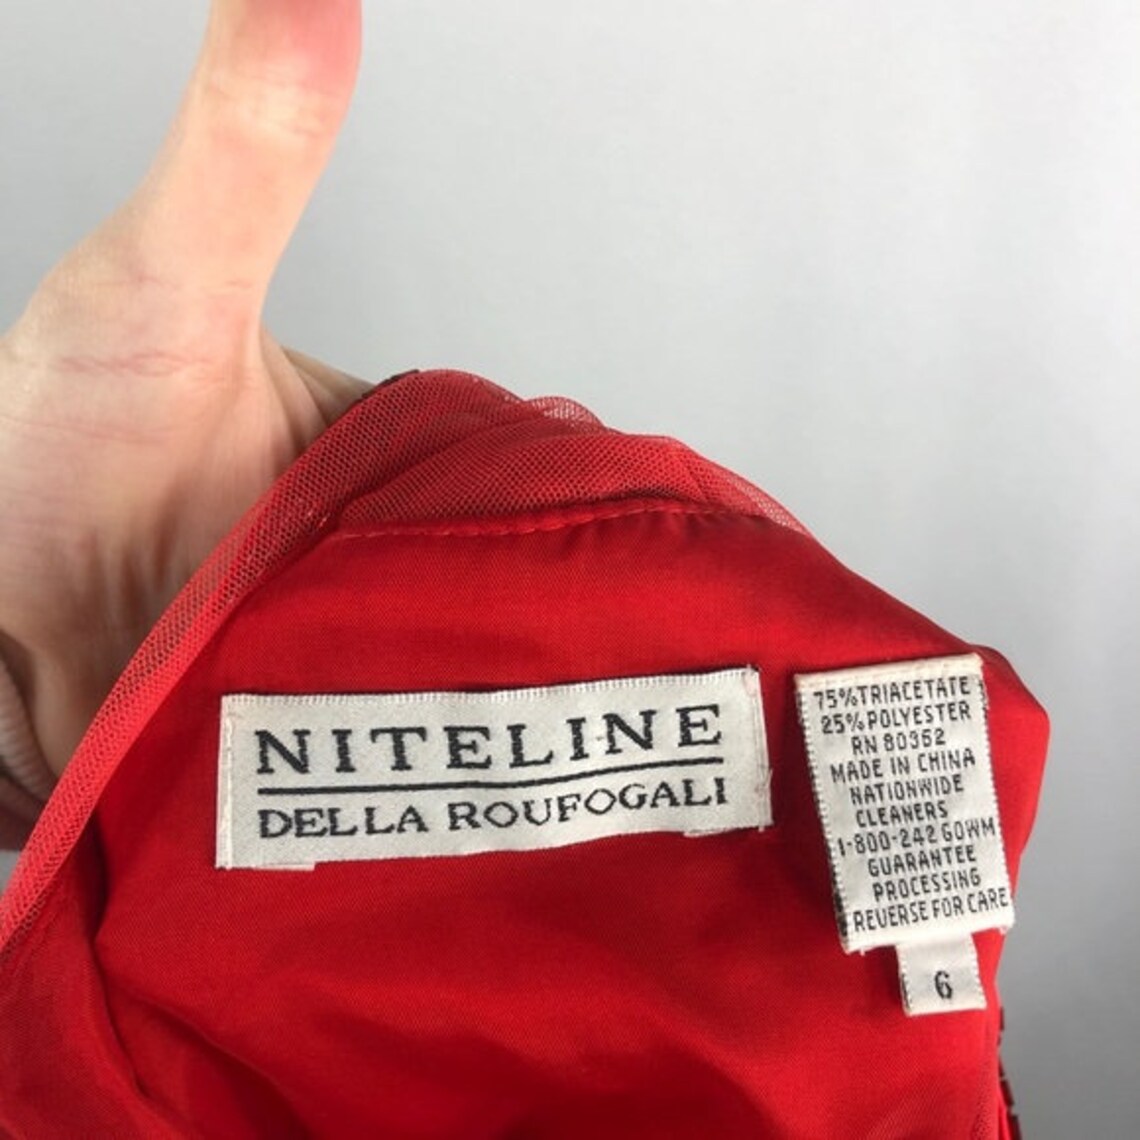 NITELINE
DELLA ROUFOGALI
75% TRIACETATE
25% POLYESTER
RN 80362
MADE IN CHINA
NATIONWIDE
CLEANERS
1-800-242 GOWM
GUARANTEE
PROCESSING
REVERSE FOR CARE
6